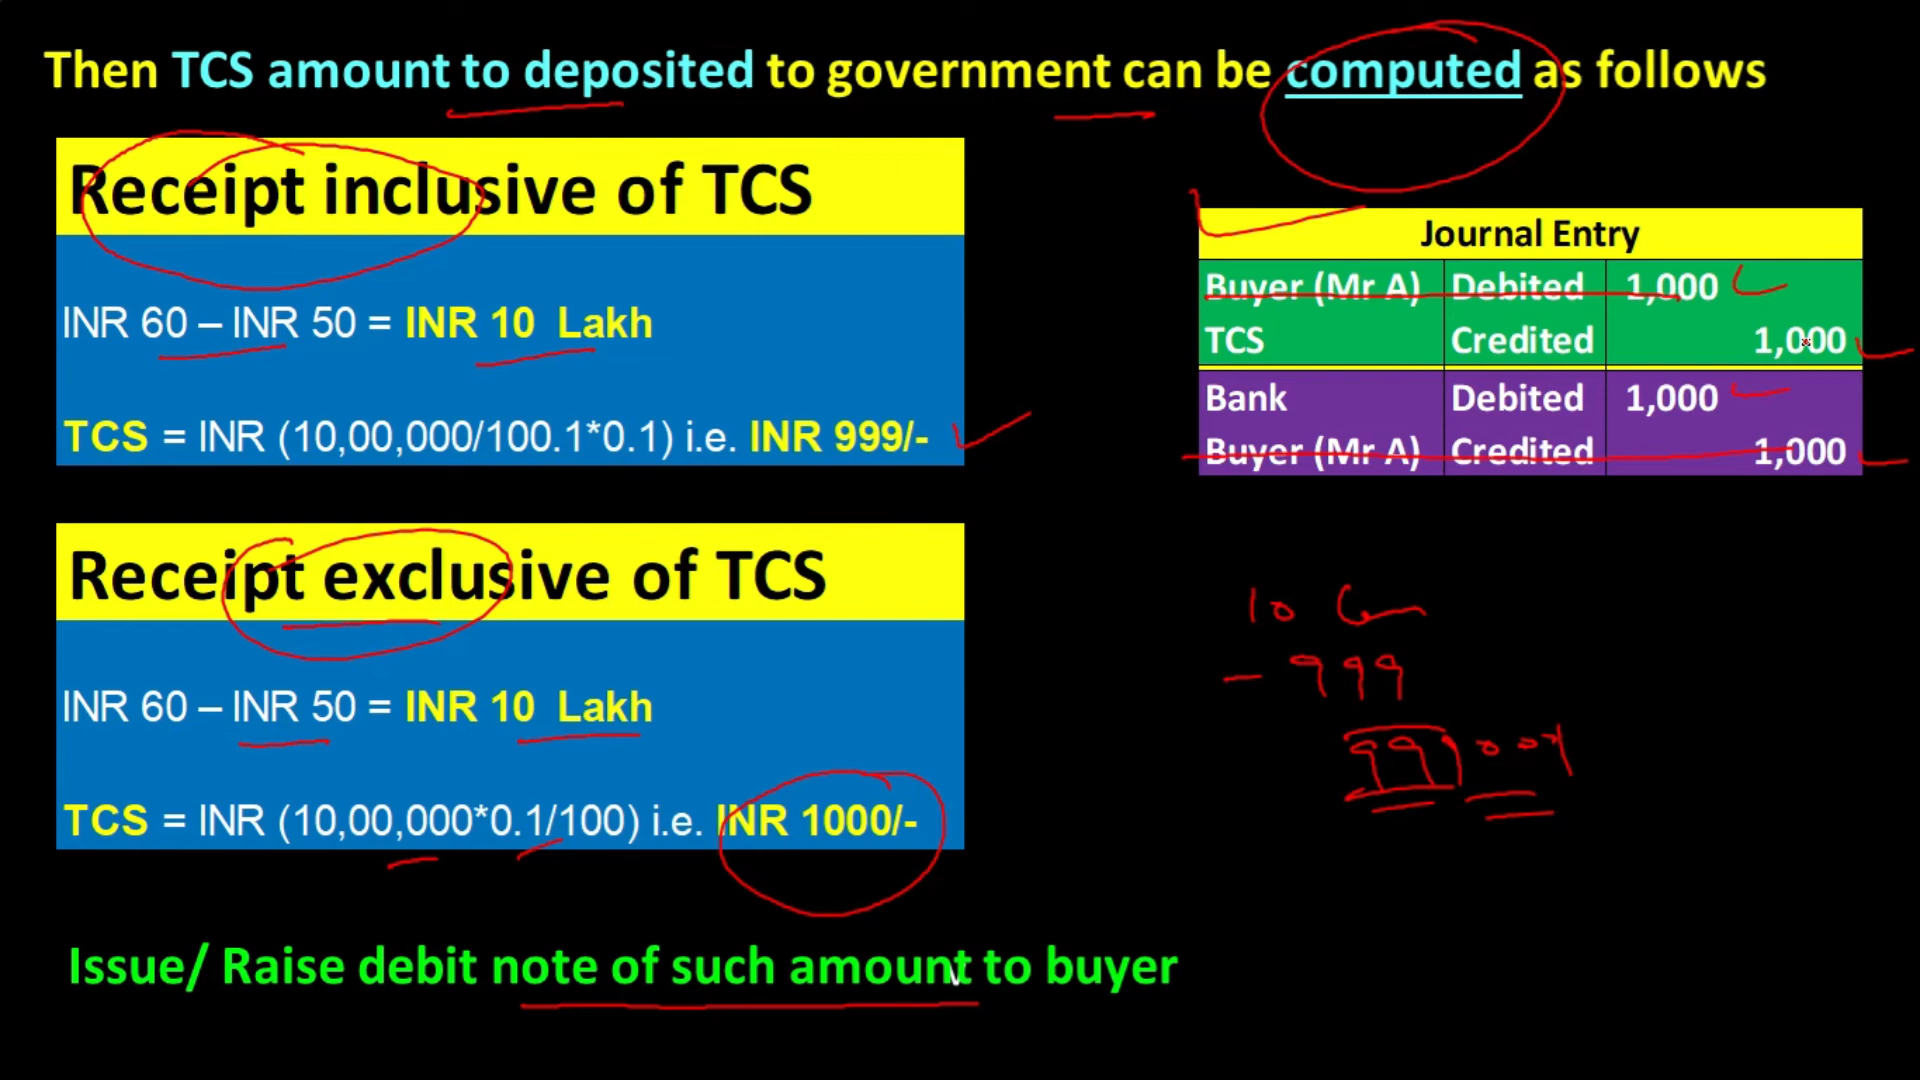 Then TCS amount to deposited to government can be computed as follows
Receipt inclusive of TCS
INR 60 – INR 50 = INR 10 Lakh
TCS = INR (10,00,000/100.1*0.1) i.e. INR 999/-
Receipt exclusive of TCS
INR 60 – INR 50 = INR 10 Lakh
TCS = INR (10,00,000*0.1/100) i.e. INR 1000/-
Issue/ Raise debit note of such amount to buyer
Journal Entry
Buyer (Mr A) Debited 1,000
TCS Credited 1,000
Bank Debited 1,000
Buyer (Mr A) Credited 1,000
10
- 999